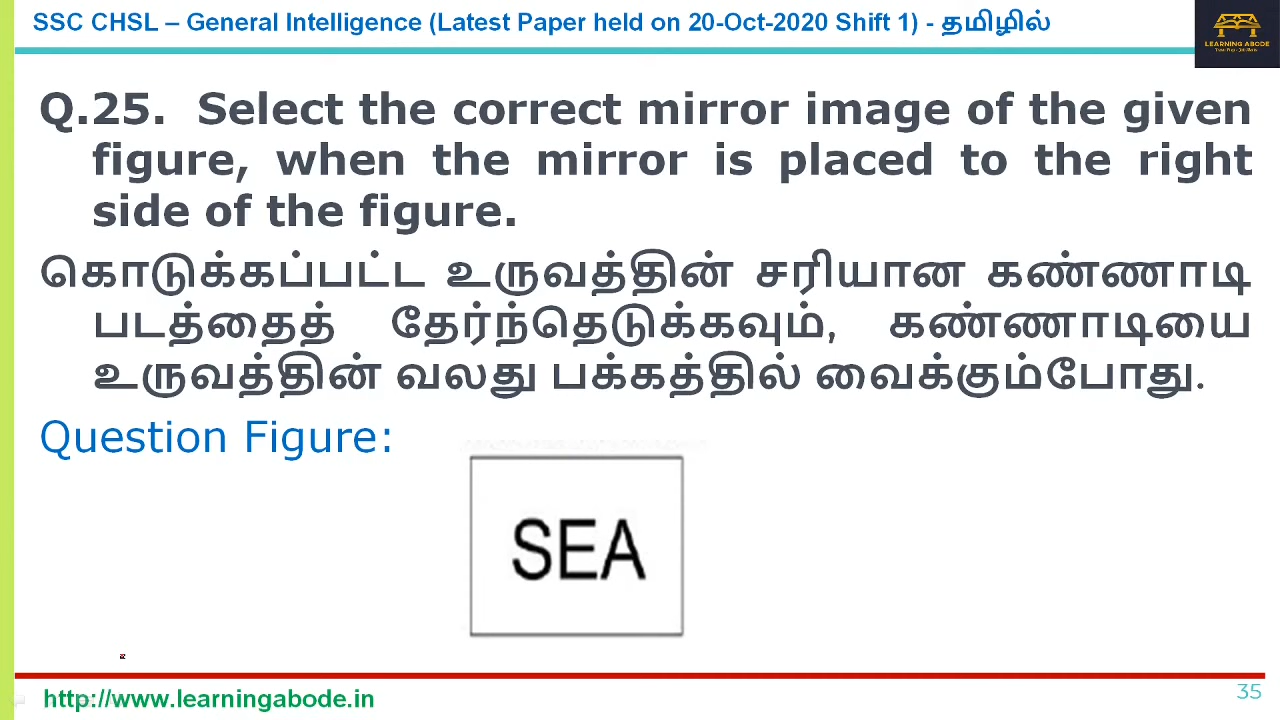 SSC CHSL – General Intelligence (Latest Paper held on 20-Oct-2020 Shift 1) - தமிழில்
LEARNING ABODE
Q.25. Select the correct mirror image of the given
figure, when the mirror is placed to the right
side of the figure.
கொடுக்கப்பட்ட உருவத்தின் சரியான கண்ணாடி
படத்தைத் தேர்ந்தெடுக்கவும், கண்ணாடியை
உருவத்தின் வலது பக்கத்தில் வைக்கும்போது.
Question Figure:
SEA
http://www.learningabode.in
35